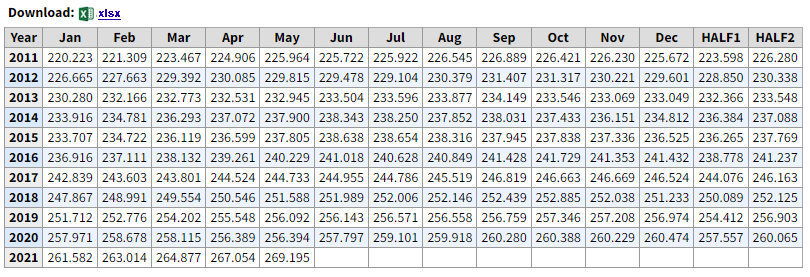 Download: xlsx
Year Jan Feb Mar Apr May Jun Jul Aug Sep Oct Nov Dec HALF1 HALF2
2011 220.223 221.309 223.467 224.906 225.964 225.722 225.922 226.545 226.889 226.421 226.230 225.672 223.598 226.280
2012 226.665 227.663 229.392 230.085 229.815 229.478 229.104 230.379 231.407 231.317 230.221 229.601 228.850 230.338
2013 230.280 232.166 232.773 232.531 232.945 233.504 233.596 233.877 234.149 233.546 233.069 233.049 232.366 233.548
2014 233.916 234.781 236.293 237.072 237.900 238.343 238.250 237.852 238.031 237.433 236.151 234.812 236.384 237.088
2015 233.707 234.722 236.119 236.599 237.805 238.638 238.654 238.316 237.945 237.838 237.336 236.525 236.265 237.769
2016 236.916 237.111 238.132 239.261 240.229 241.018 240.628 240.849 241.428 241.729 241.353 241.432 238.778 241.237
2017 242.839 243.603 243.801 244.524 244.733 244.955 244.786 245.519 246.819 246.663 246.669 246.524 244.076 246.163
2018 247.867 248.991 249.554 250.546 251.588 251.989 252.006 252.146 252.439 252.885 252.038 251.233 250.089 252.125
2019 251.712 252.776 254.202 255.548 256.092 256.143 256.571 256.558 256.759 257.346 257.208 256.974 254.412 256.903
2020 257.971 258.678 258.115 256.389 256.394 257.797 259.101 259.918 260.280 260.388 260.229 260.474 257.557 260.065
2021 261.582 263.014 264.877 267.054 269.195